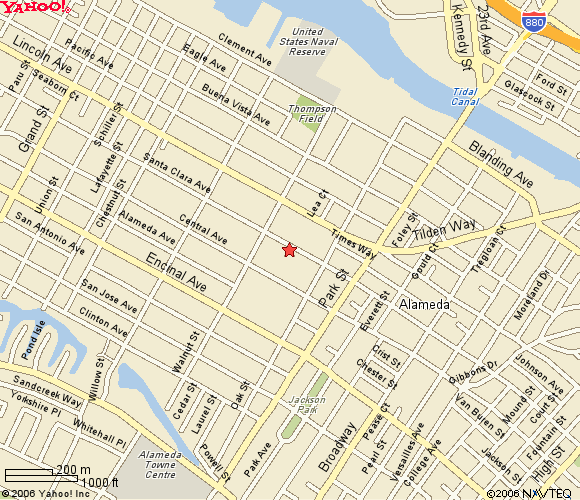 YAHOO!
Lincoln Ave
Pacific Ave
Clement Ave
Eagle Ave
United
States Naval
Reserve
23rd Ave
Kennedy St
880
Ford St
Glascock St
Paru St
Seaborn Ct
Grand St
Schiller St
Buena Vista Ave
Thompson
Field
Tidal
Canal
Blanding Ave
Lafayette St
Santa Clara Ave
Union St
Chestnut St
Lea Ct
Times Way
Foley St
Tilden Way
San Antonio Ave
Alameda Ave
Central Ave
Encinal Ave
Gould Ct
Tregloan Ct
Moreland Dr
San Jose Ave
Park St
Everett St
Alameda
Clinton Ave
Pond Isle
Walnut St
Willow St
Crist St
Chester St
Gibbons Dr
Johnson Ave
Sandcreek Way
Yorkshire Pl
Whitehall Pl
Cedar St
Laurel St
Oak St
Jackson
Park
Van Buren St
Mound St
Court St
Fountain St
Alameda
Towne
Centre
Powell St
Park Ave
Broadway
Pease Ct
Pearl St
Versailles Ave
College Ave
Jackson St
High St
200 m
1000 ft
©2006 Yahoo! Inc
©2006 NAVTEQ